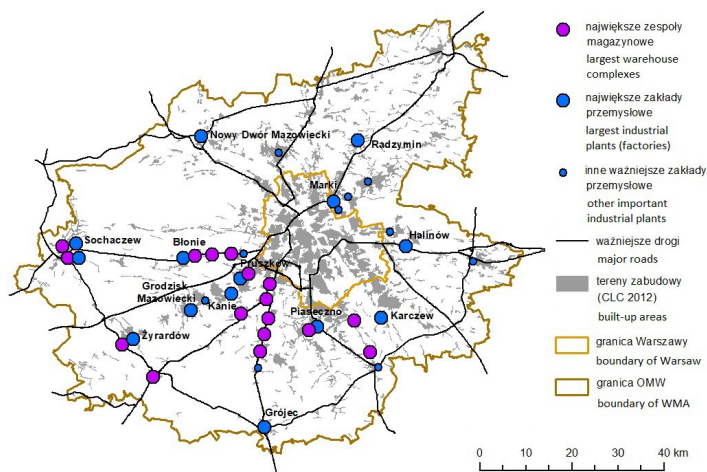 Nowy Dwór Mazowiecki
Radzymin
Marki
Sochaczew
Błonie
Halinów
Pruszków
Grodzisk
Mazowiecki
Kanie
Piaseczno
Karczew
Żyrardów
Grójec
największe zespoły
magazynowe
largest warehouse
complexes
największe zakłady
przemysłowe
largest industrial
plants (factories)
inne ważniejsze zakłady
przemysłowe
other important
industrial plants
ważniejsze drogi
major roads
tereny zabudowy
(CLC 2012)
built-up areas
granica Warszawy
boundary of Warsaw
granica OMW
boundary of WMA
0 10 20 30 40 km